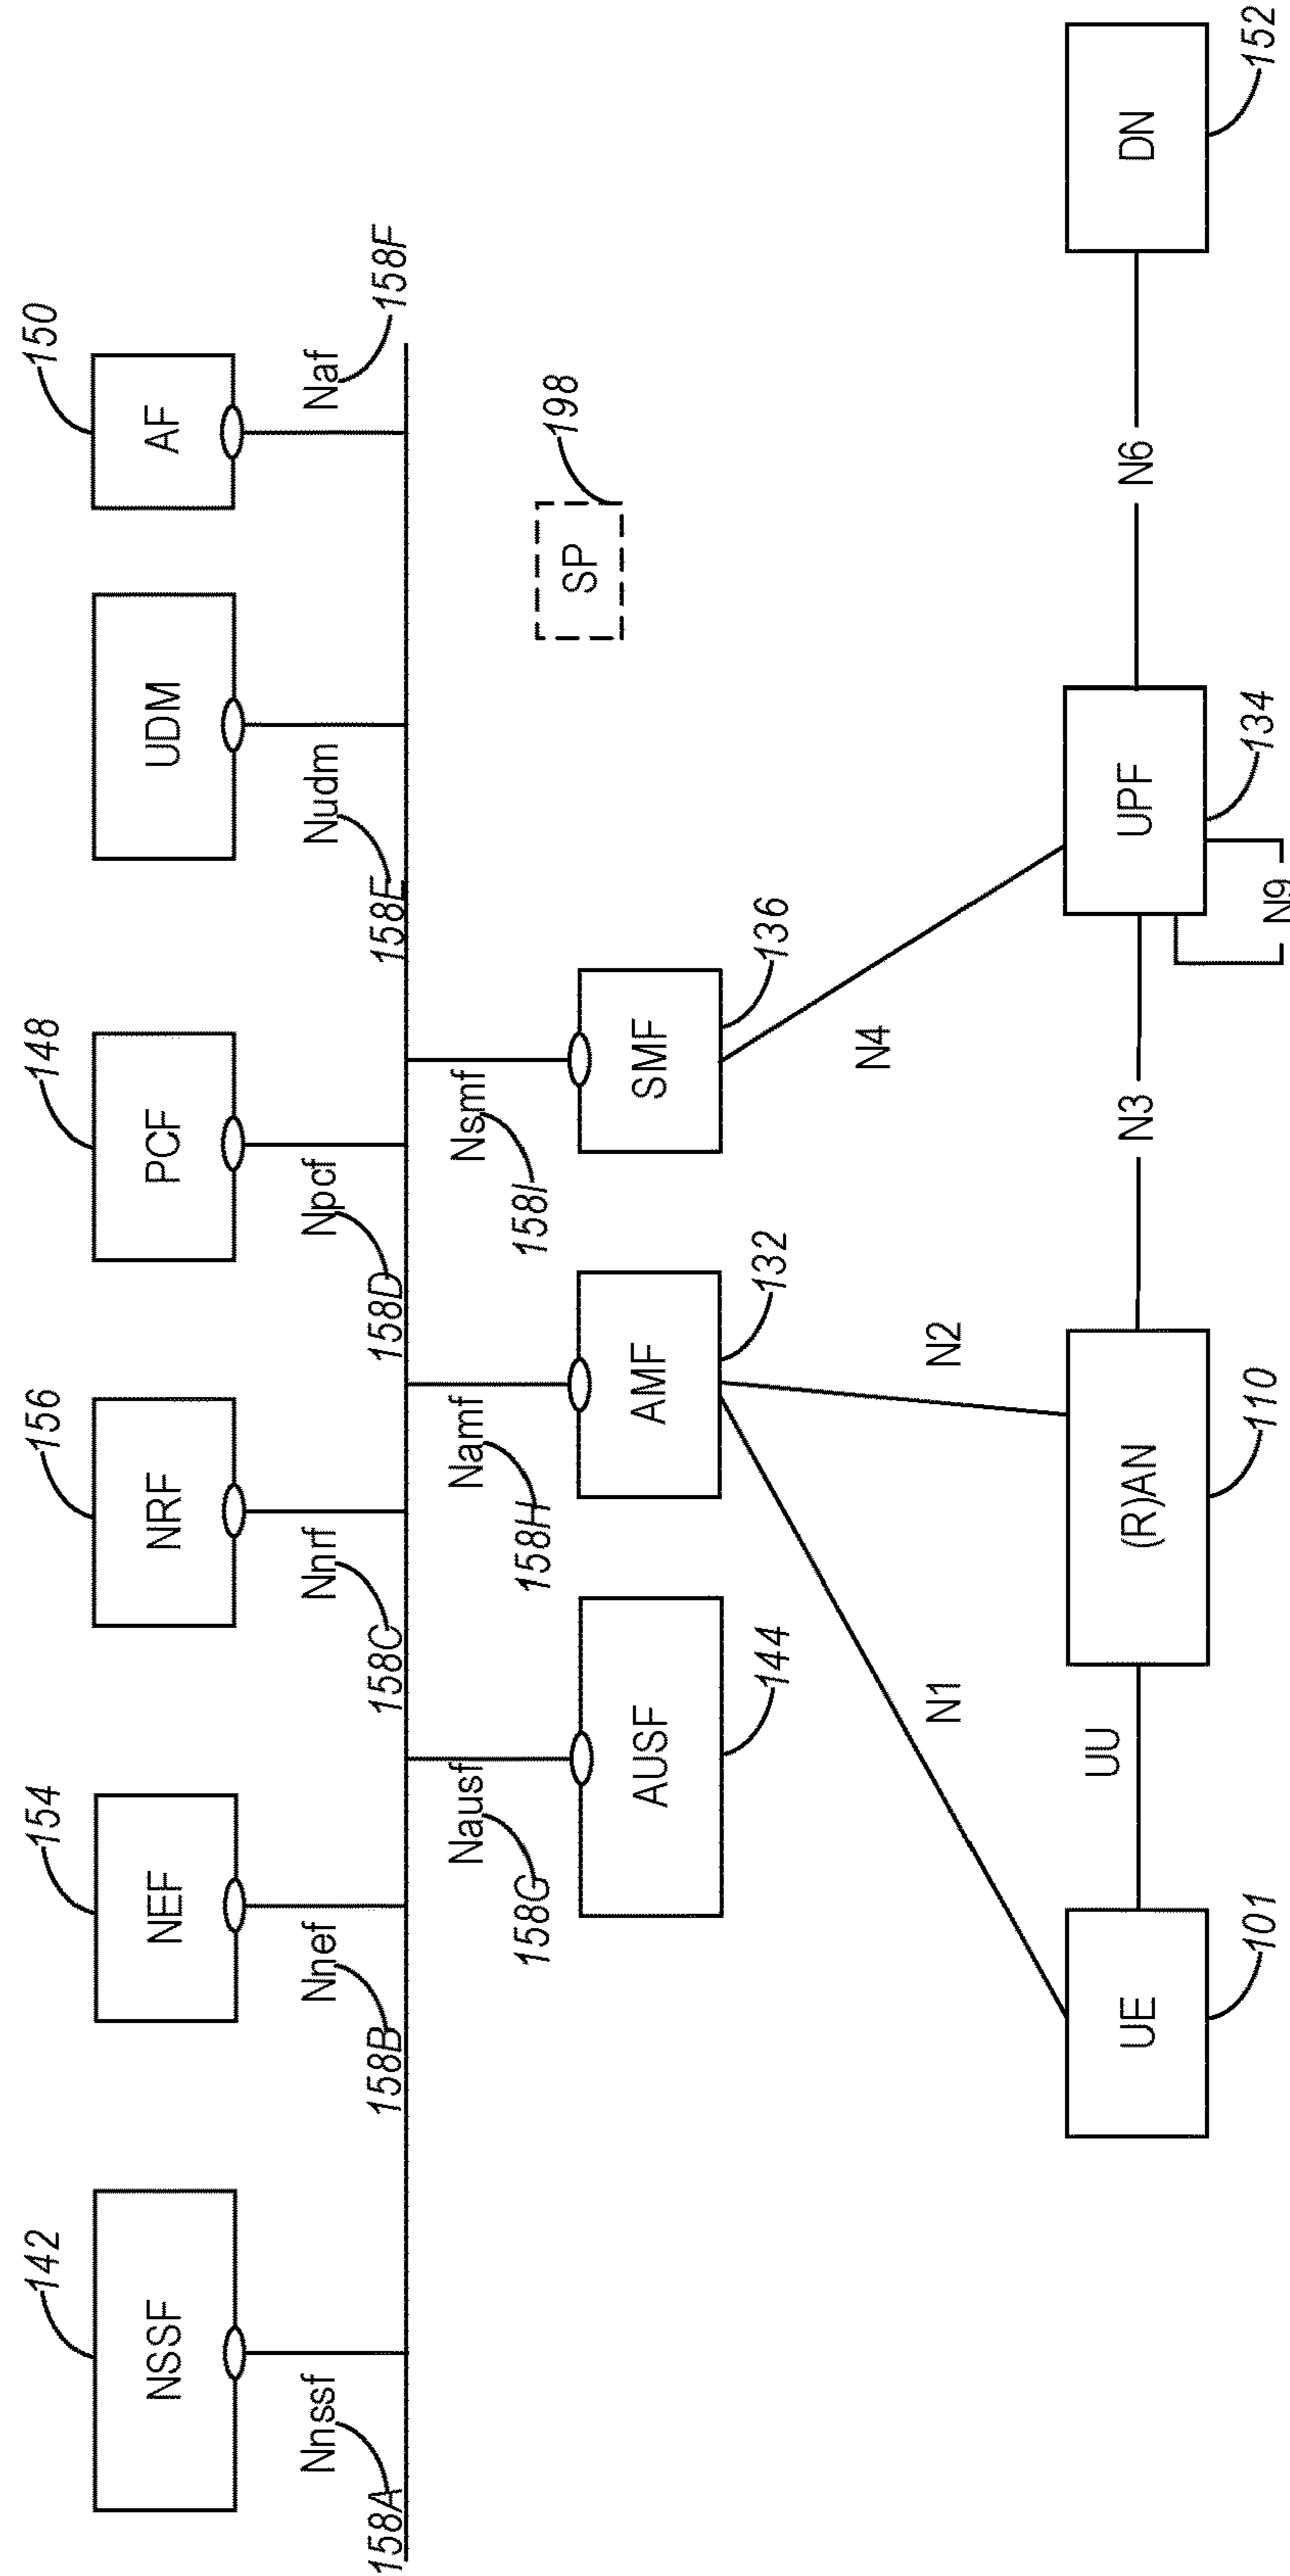 142
154
156
148
150
NSSF
NEF
NRF
PCF
UDM
AF
Nnssf
Nnef
Nnrf
Npcf
Nudm
Naf
158A
158B
158C
158D
158E
158F
Nausf
Namf
Nsmf
158G
158H
158I
198
SP
AUSF
AMF
SMF
144
132
136
N1
N2
N4
UU
N3
N6
UE
(R)AN
UPF
DN
101
110
134
152
N9